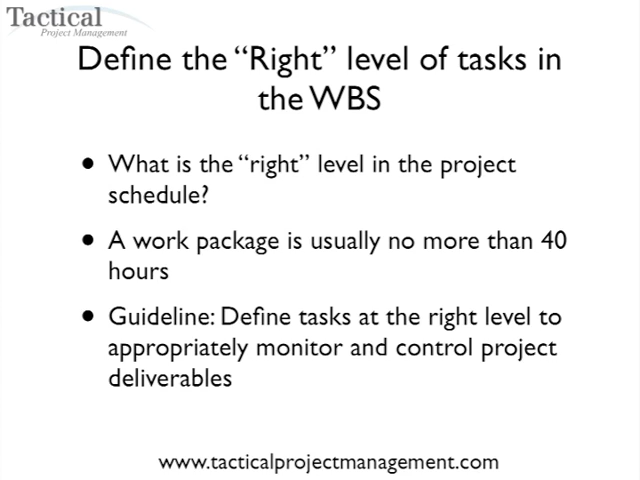 Tactical
Project Management
Define the “Right” level of tasks in
the WBS
• What is the “right” level in the project
schedule?
• A work package is usually no more than 40
hours
• Guideline: Define tasks at the right level to
appropriately monitor and control project
deliverables
www.tacticalprojectmanagement.com